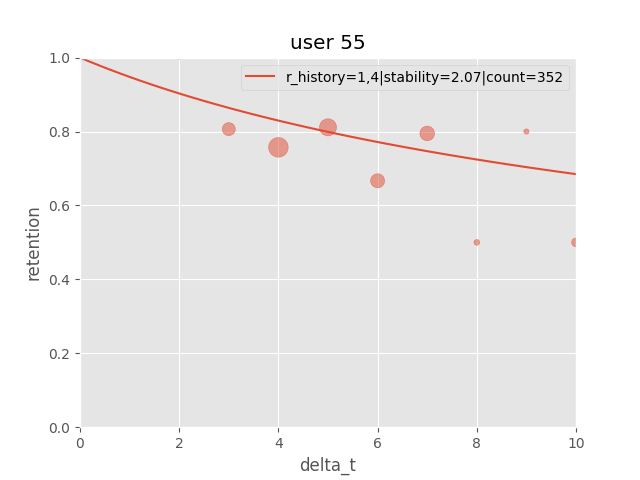 user 55
r_history=1,4|stability=2.07|count=352
1.0
0.8
0.6
0.4
0.2
0.0
retention
0 2 4 6 8 10
delta_t